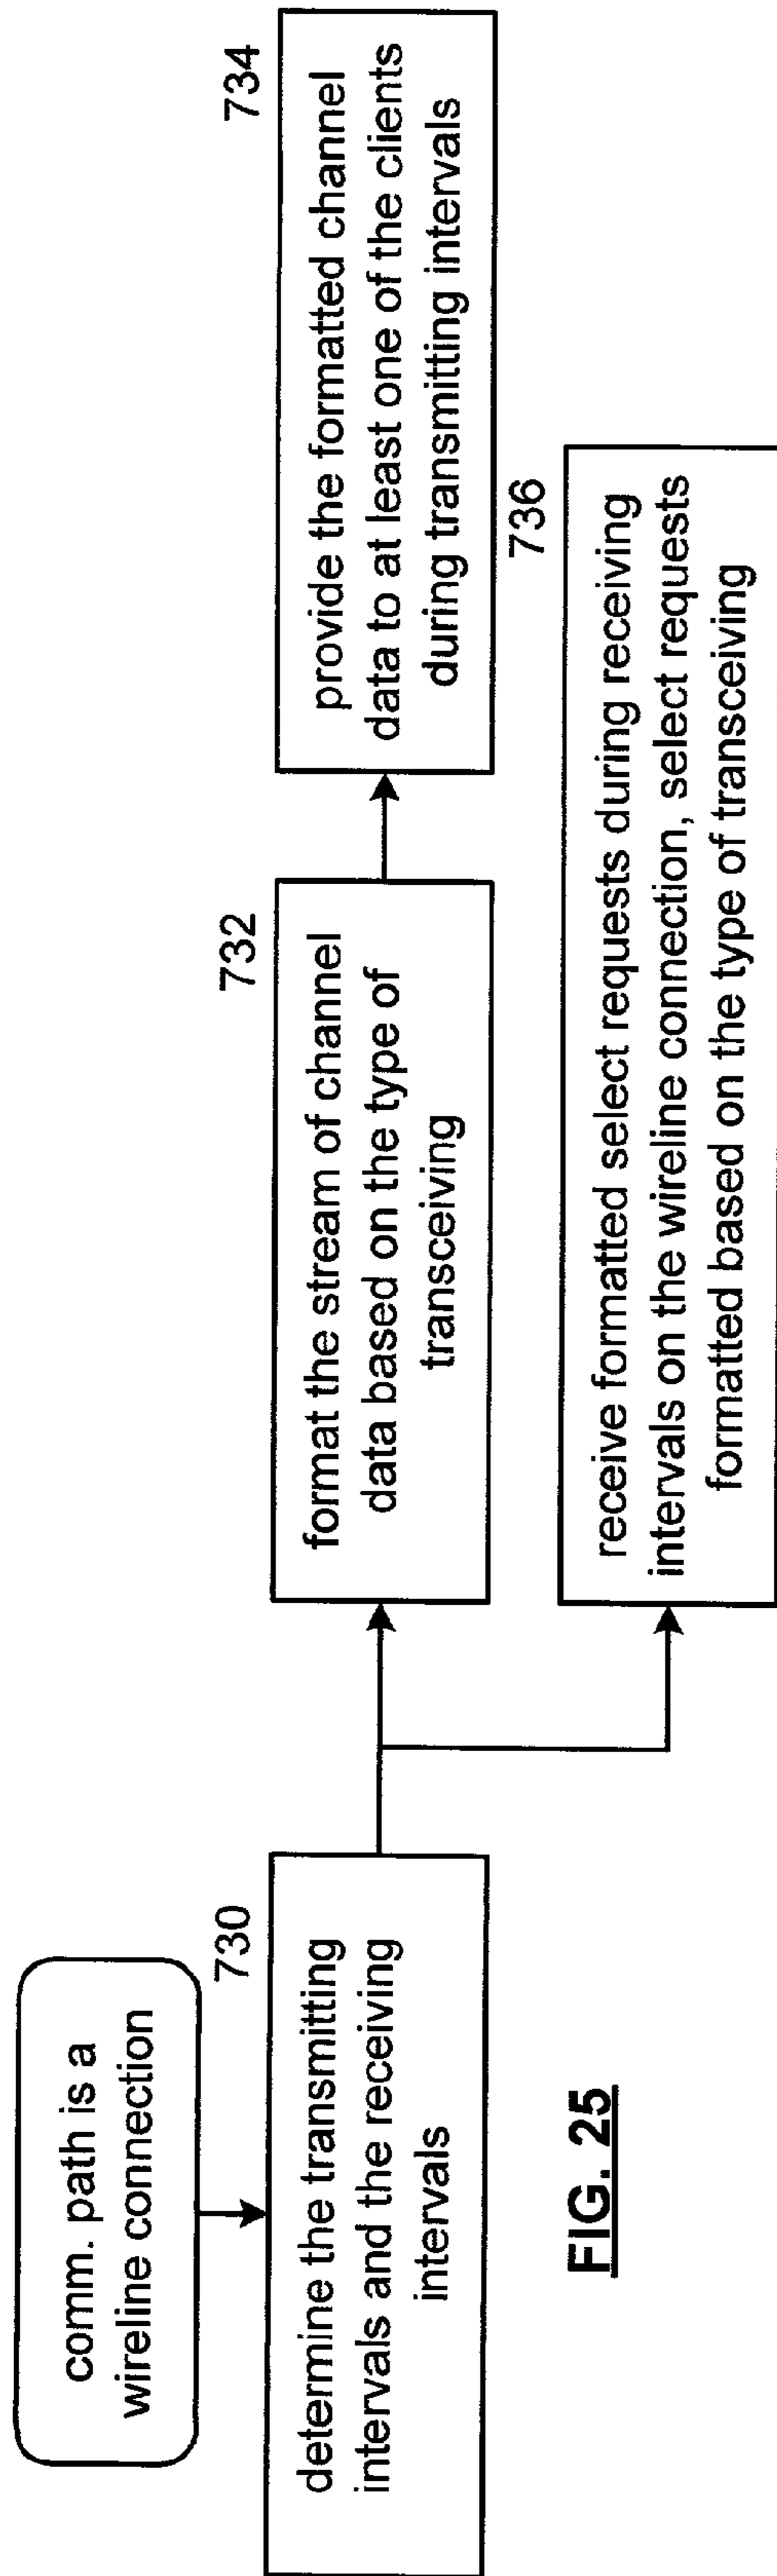 comm. path is a
wireline connection
730
determine the transmitting
intervals and the receiving
intervals
732
format the stream of channel
data based on the type of
transceiving
734
provide the formatted channel
data to at least one of the clients
during transmitting intervals
736
receive formatted select requests during receiving
intervals on the wireline connection, select requests
formatted based on the type of transceiving
FIG. 25